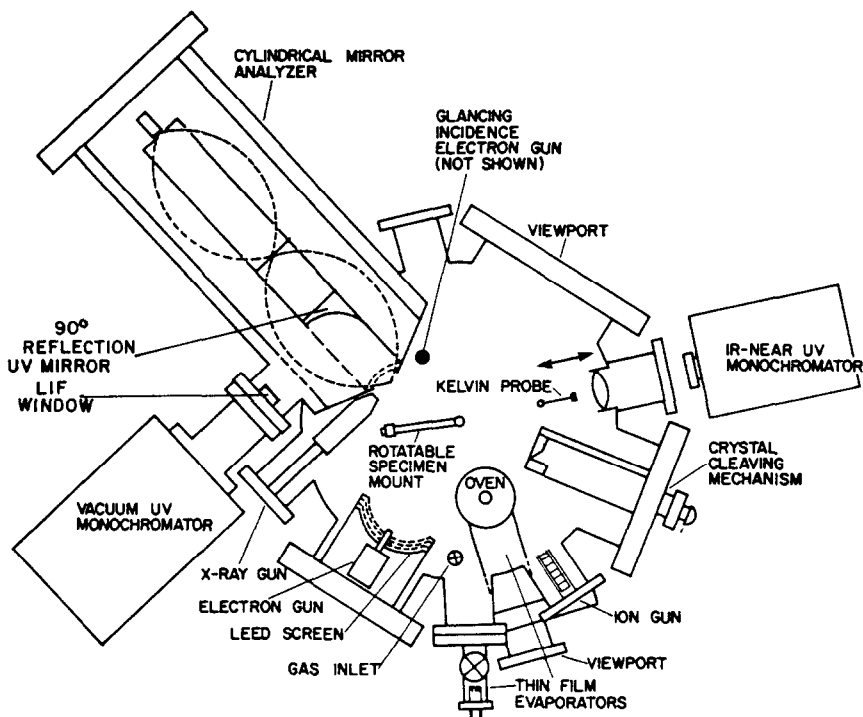 CYLINDRICAL MIRROR
ANALYZER
GLANCING
INCIDENCE
ELECTRON GUN
(NOT SHOWN)
VIEWPORT
90°
REFLECTION
UV MIRROR
LIF
WINDOW
IR-NEAR UV
MONOCHROMATOR
KELVIN PROBE
ROTATABLE
SPECIMEN
MOUNT
CRYSTAL
CLEAVING
MECHANISM
OVEN
VACUUM UV
MONOCHROMATOR
X-RAY GUN
ELECTRON GUN
LEED SCREEN
GAS INLET
ION GUN
VIEWPORT
THIN FILM
EVAPORATORS